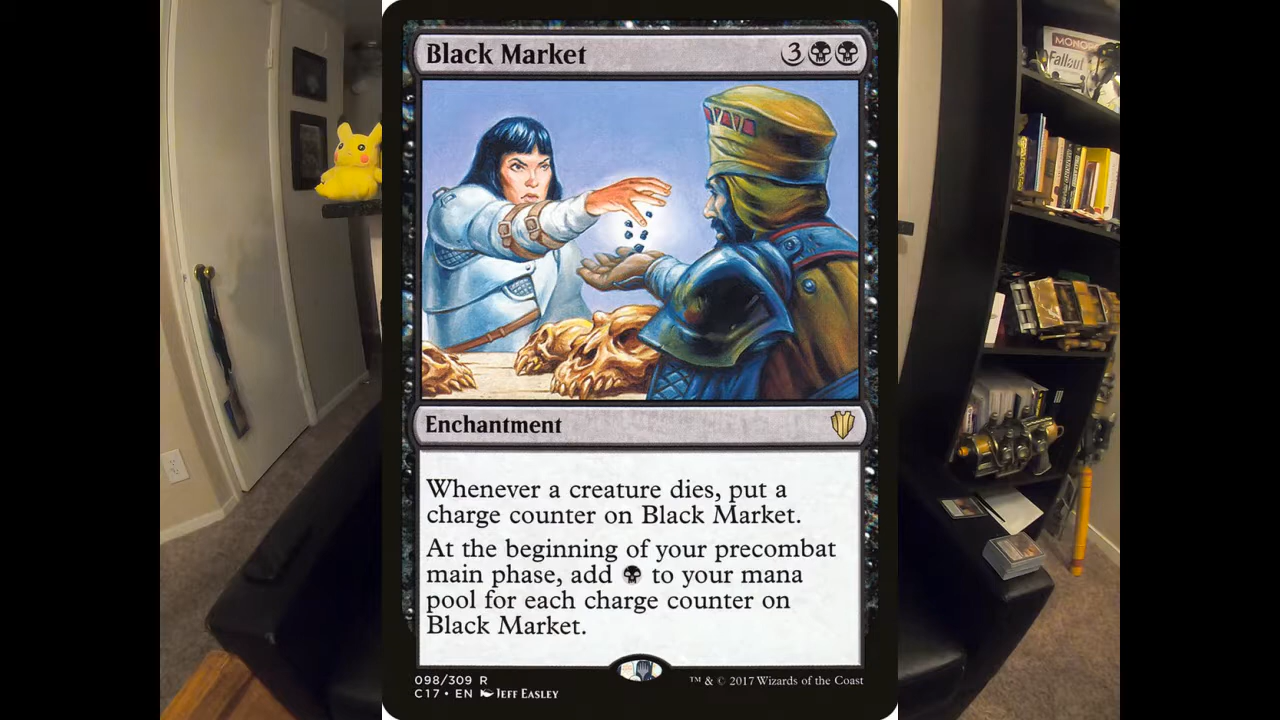 Black Market 3
MONOPOLY
Fallout
Enchantment
Whenever a creature dies, put a
charge counter on Black Market.
At the beginning of your precombat
main phase, add to your mana
pool for each charge counter on
Black Market.
098/309 R
C17 • EN JEFF EASLEY
™ & © 2017 Wizards of the Coast